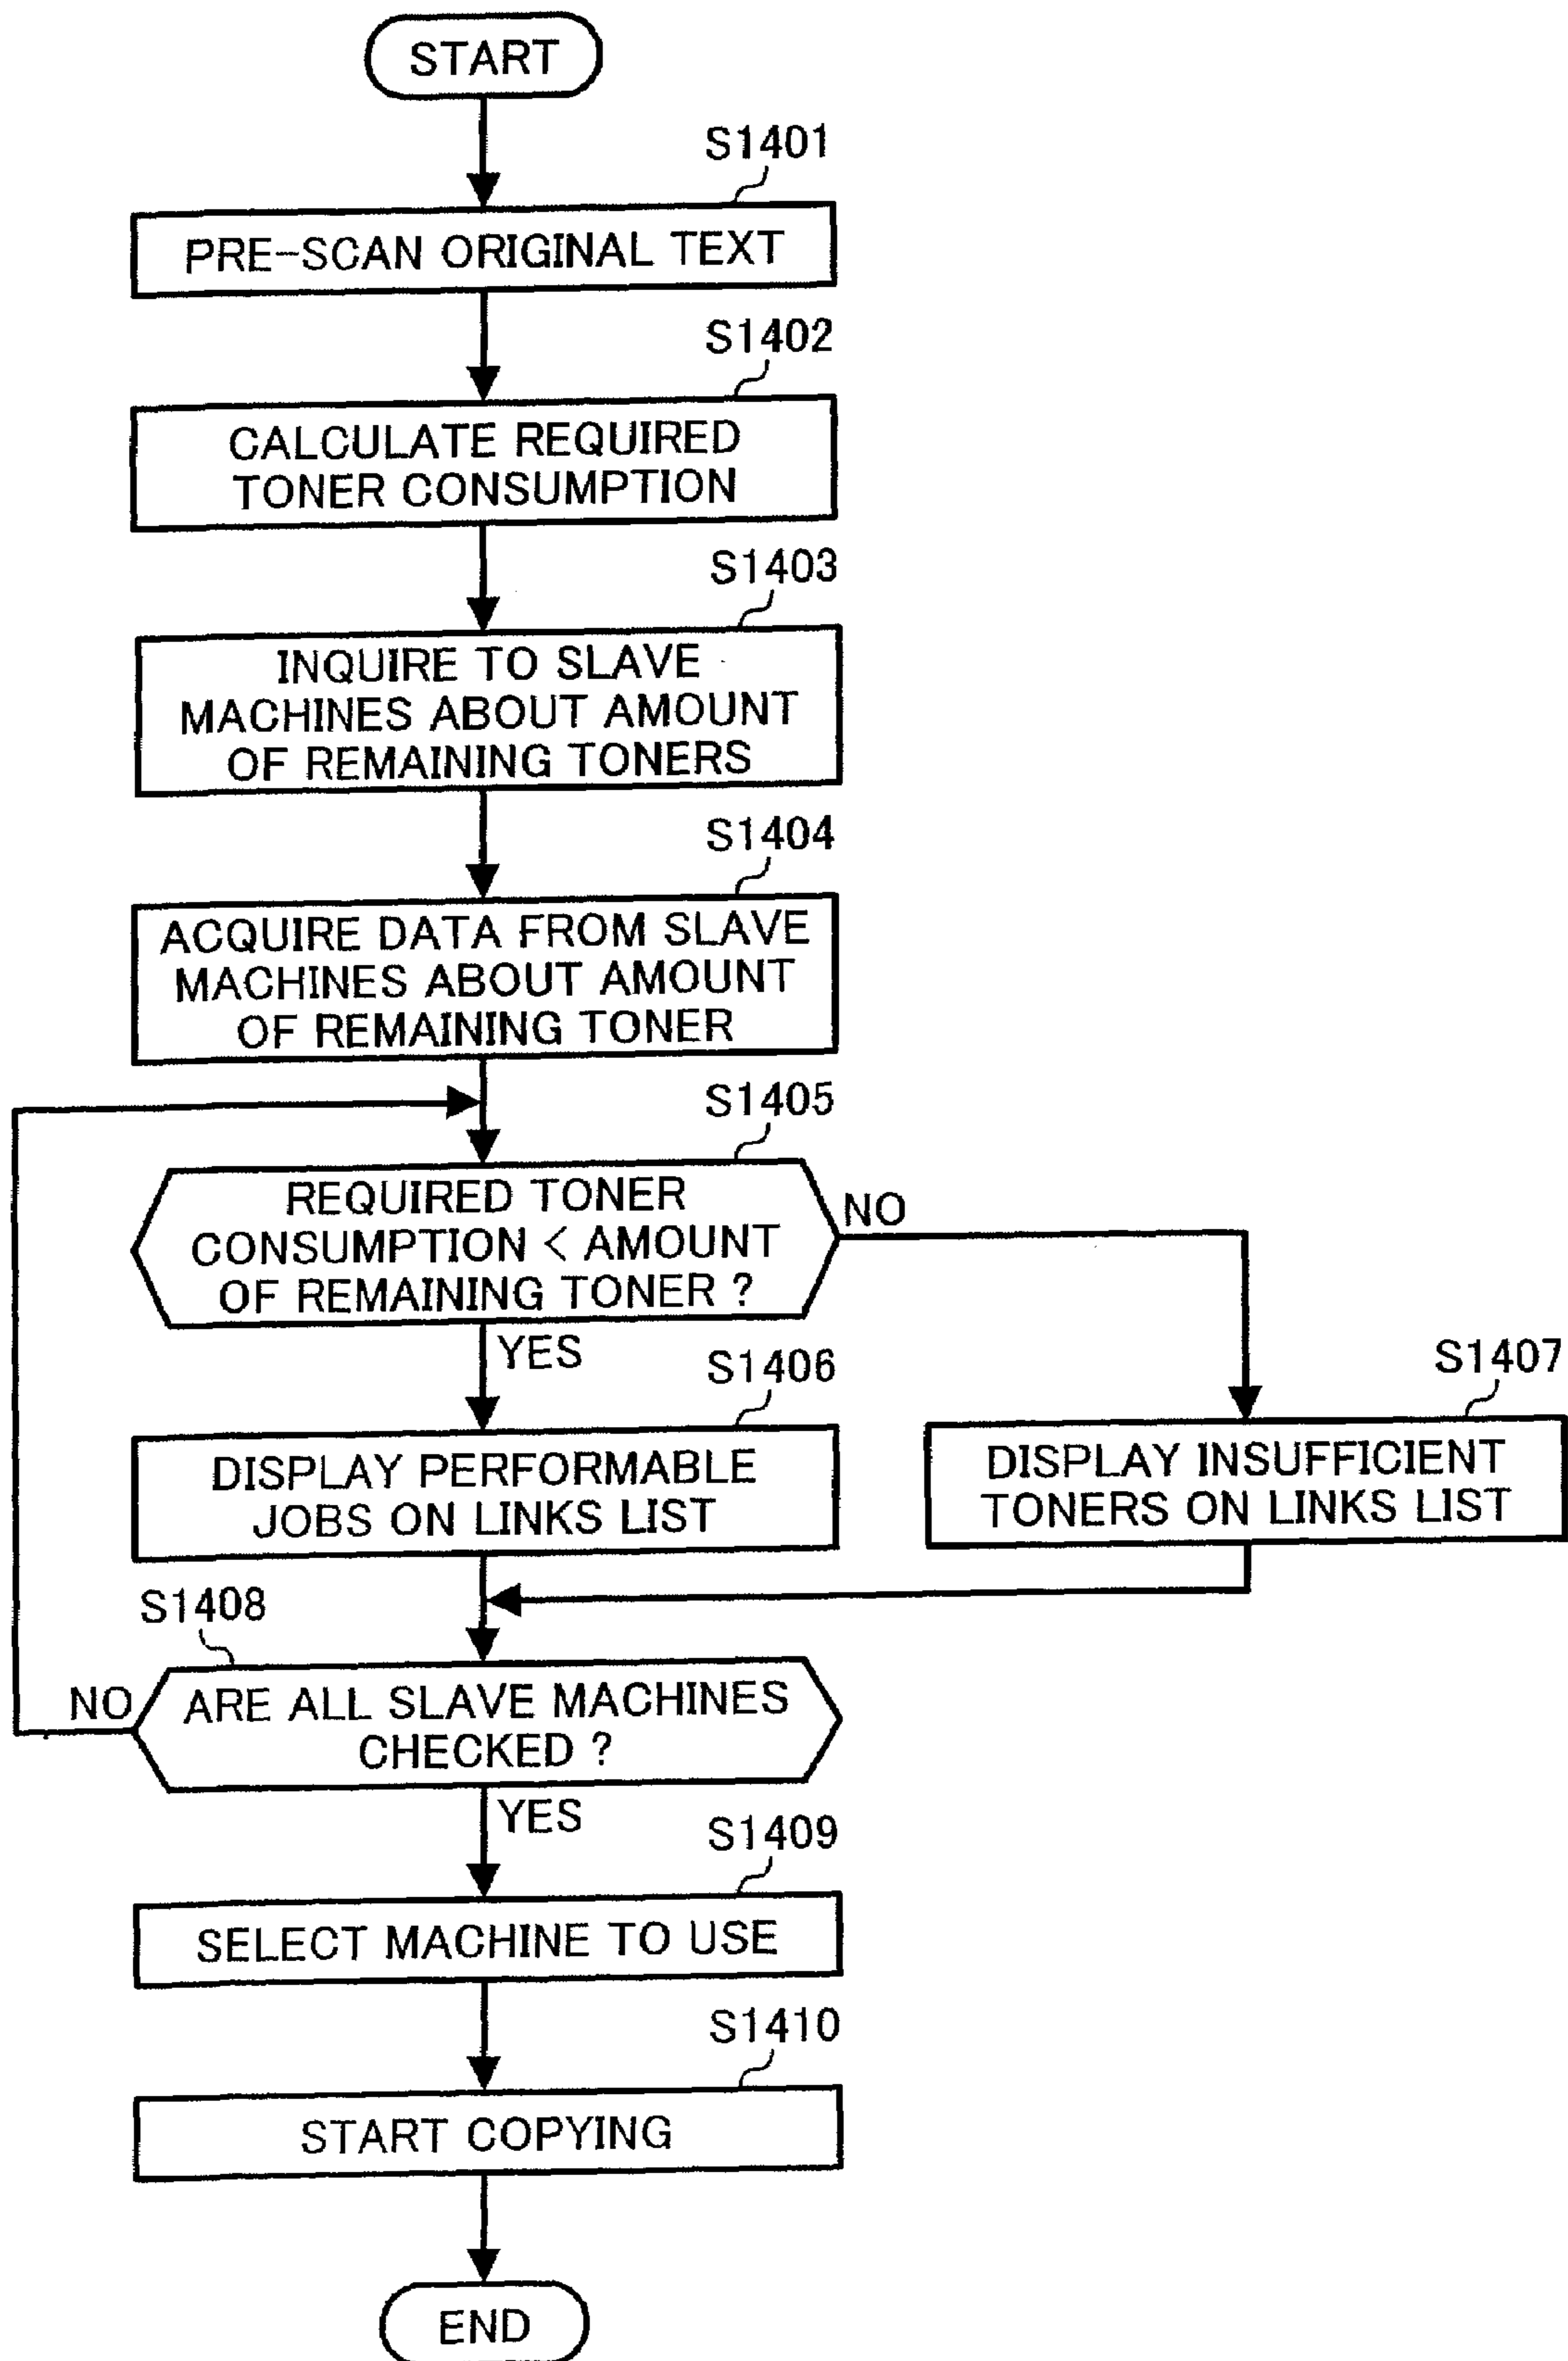 START
S1401
PRE-SCAN ORIGINAL TEXT
S1402
CALCULATE REQUIRED
TONER CONSUMPTION
S1403
INQUIRE TO SLAVE
MACHINES ABOUT AMOUNT
OF REMAINING TONERS
S1404
ACQUIRE DATA FROM SLAVE
MACHINES ABOUT AMOUNT
OF REMAINING TONER
S1405
REQUIRED TONER
CONSUMPTION < AMOUNT
OF REMAINING TONER ?
NO
YES
S1406
DISPLAY PERFORMABLE
JOBS ON LINKS LIST
S1407
DISPLAY INSUFFICIENT
TONERS ON LINKS LIST
S1408
ARE ALL SLAVE MACHINES
CHECKED ?
NO
YES
S1409
SELECT MACHINE TO USE
S1410
START COPYING
END